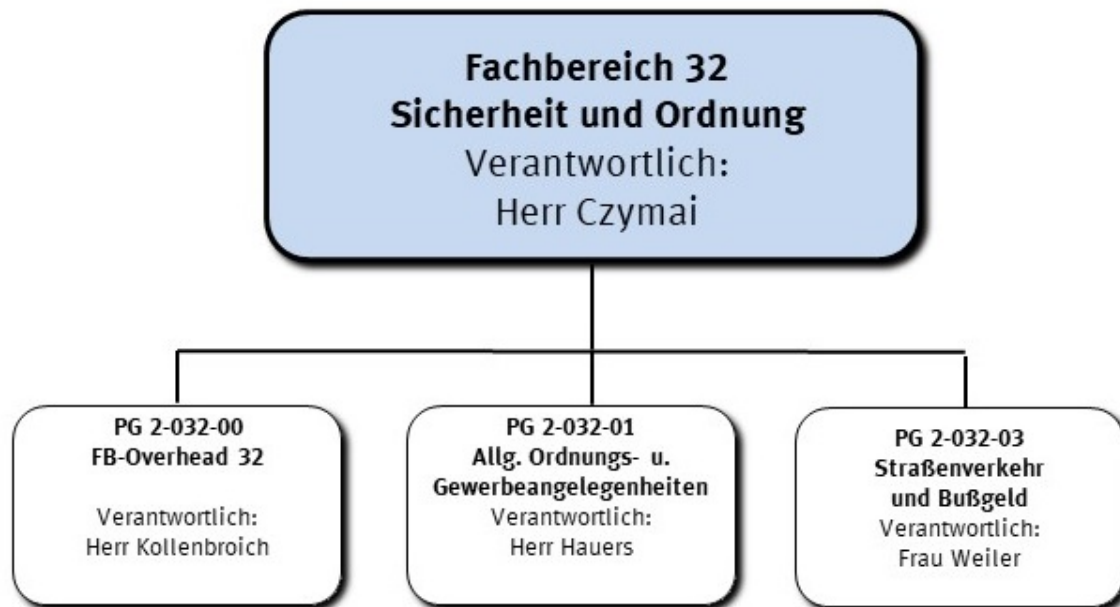 Fachbereich 32
Sicherheit und Ordnung
Verantwortlich:
Herr Czymai
PG 2-032-00
FB-Overhead 32
Verantwortlich:
Herr Kollenbroich
PG 2-032-01
Allg. Ordnungs- u.
Gewerbeangelegenheiten
Verantwortlich:
Herr Hauers
PG 2-032-03
Straßenverkehr
und Bußgeld
Verantwortlich:
Frau Weiler